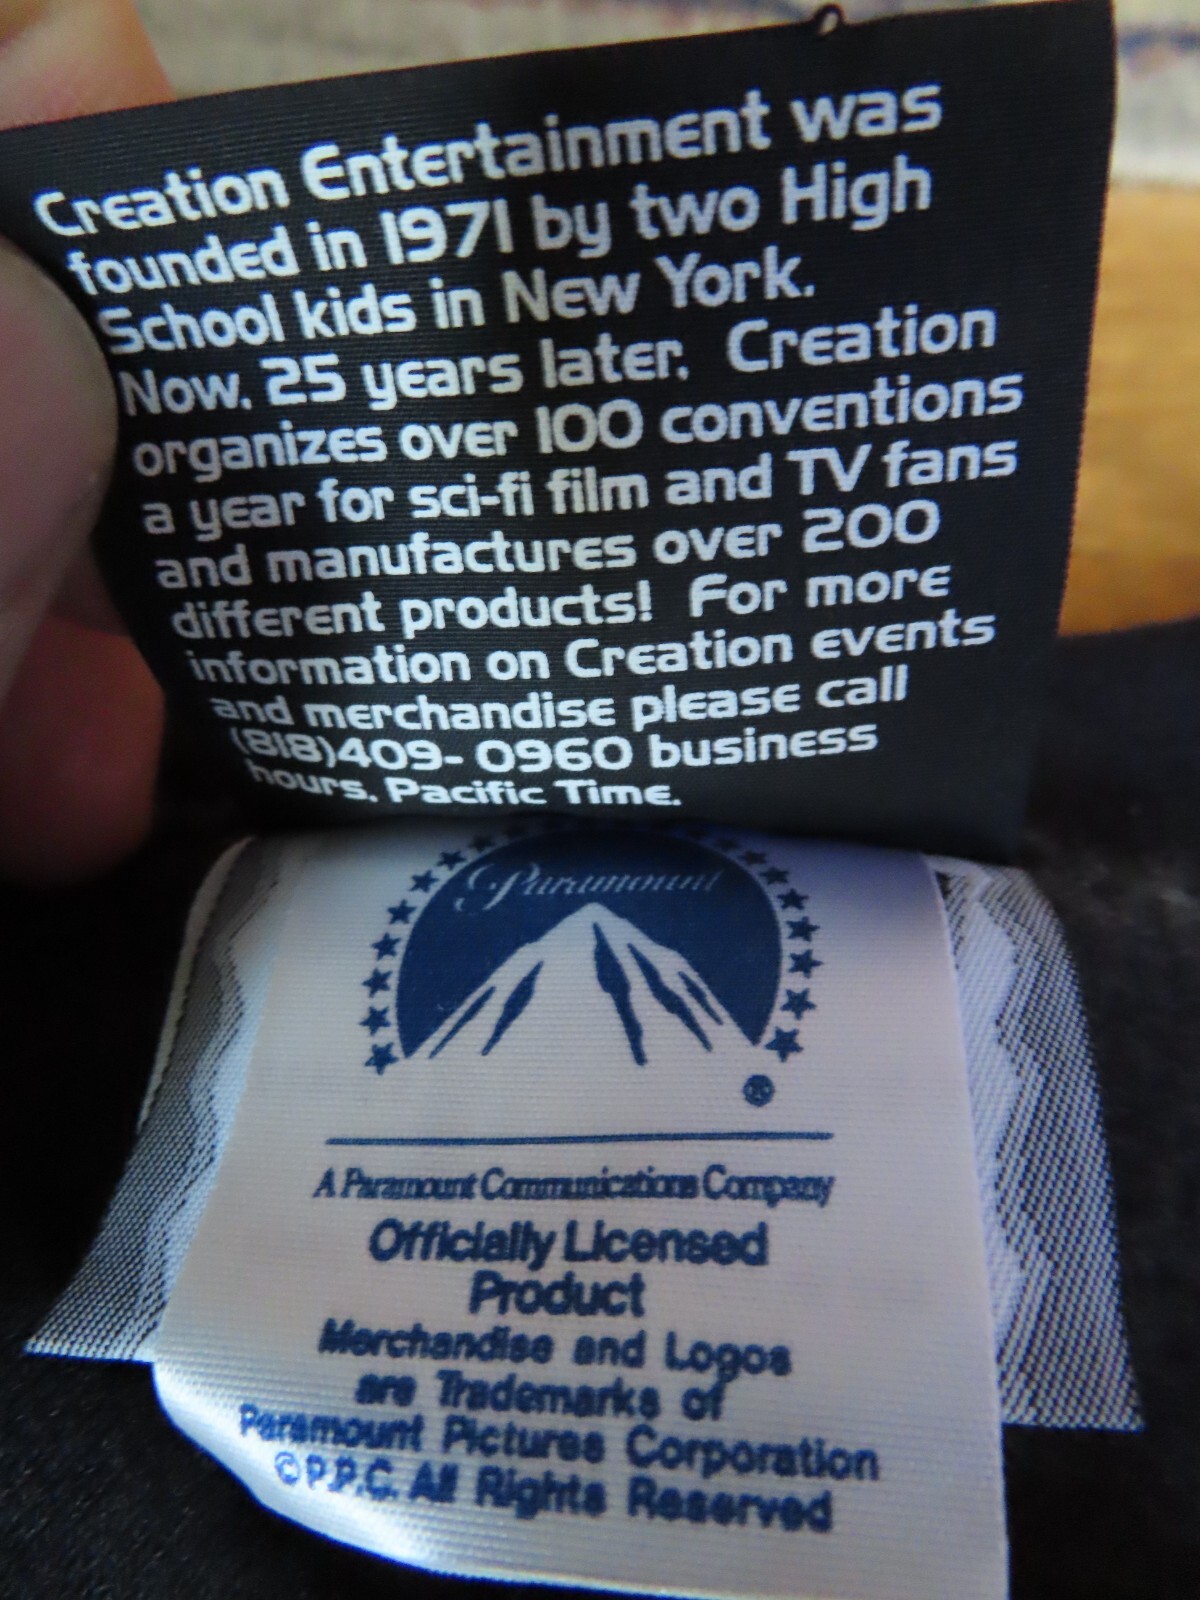 Creation Entertainment was
founded in 1971 by two High
School kids in New York.
Now, 25 years later, Creation
organizes over 100 conventions
a year for sci-fi film and TV fans
and manufactures over 200
different products! For more
information on Creation events
and merchandise please call
(818)409-0960 business
hours, Pacific Time.
Paramount
®
A Paramount Communications Company
Officially Licensed
Product
Merchandise and Logos
are Trademarks of
Paramount Pictures Corporation
©P.P.C. All Rights Reserved